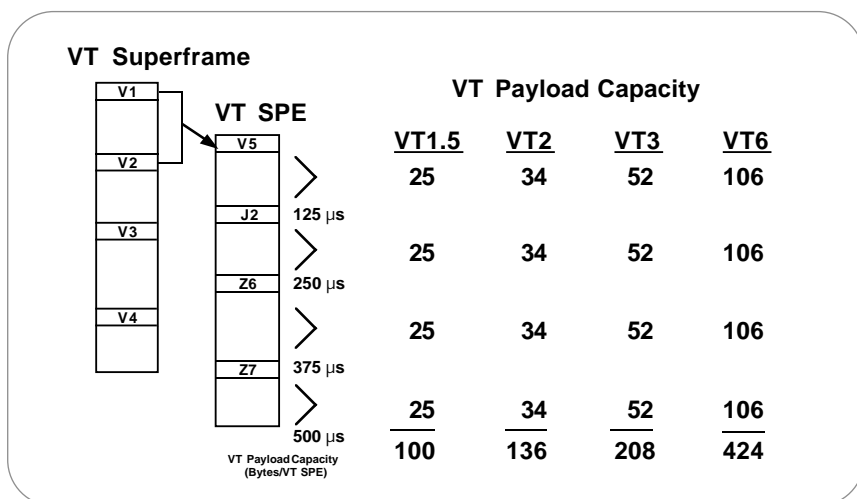 VT Superframe
V1
V2
V3
V4
VT SPE
V5
J2
Z6
Z7
125 µs
250 µs
375 µs
500 µs
VT Payload Capacity
(Bytes/VT SPE)
VT Payload Capacity
VT1.5 VT2 VT3 VT6
25 34 52 106
25 34 52 106
25 34 52 106
25 34 52 106
100 136 208 424